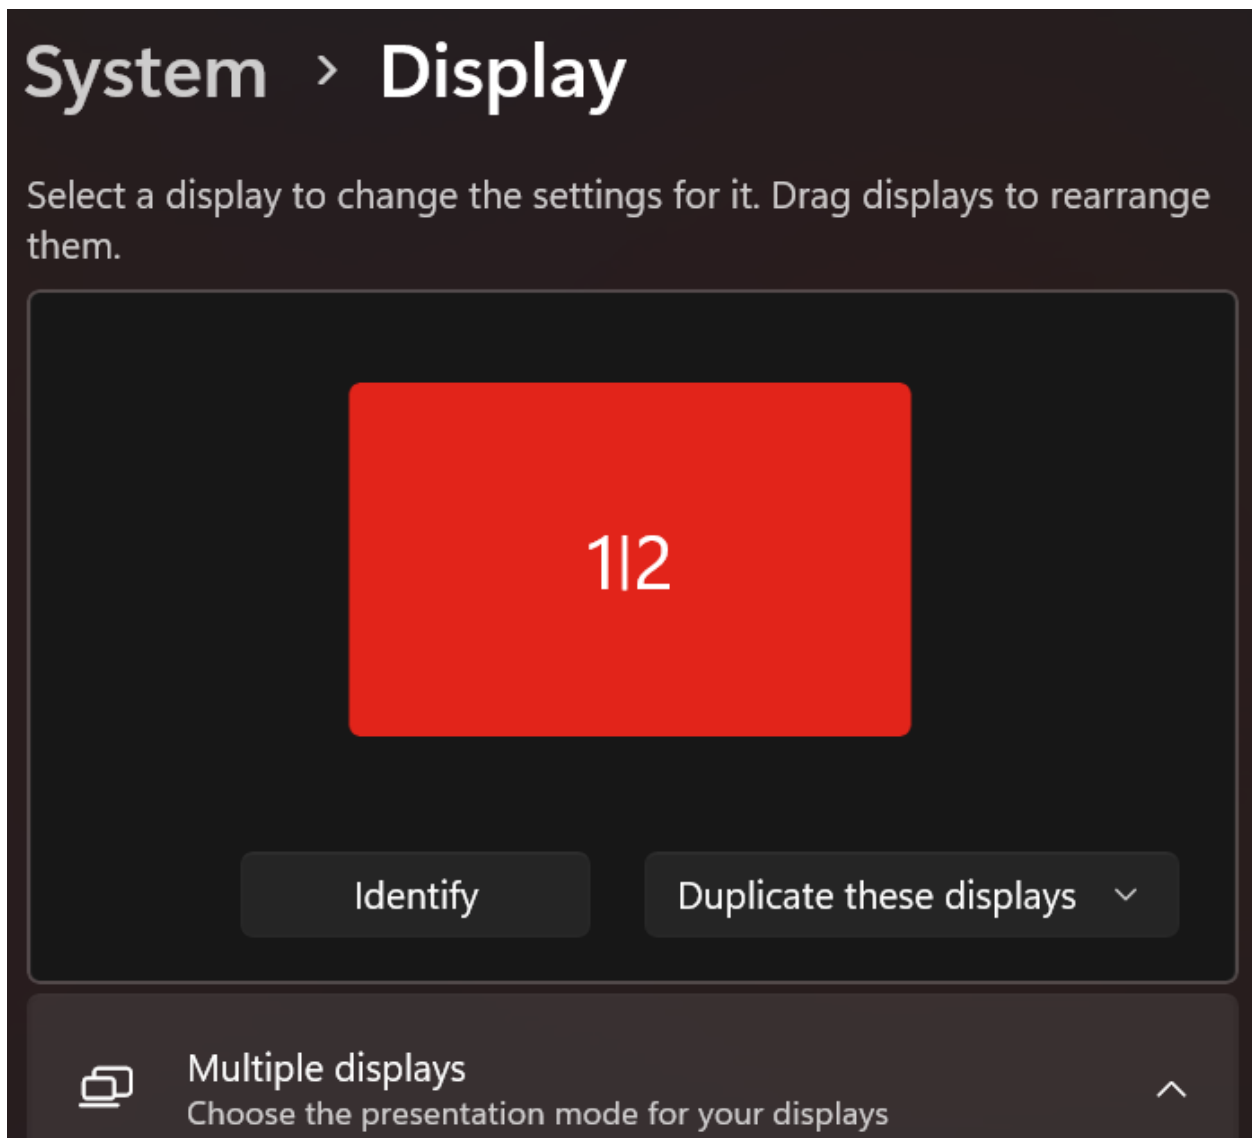 System > Display
Select a display to change the settings for it. Drag displays to rearrange
them.
1|2
Identify
Duplicate these displays
Multiple displays
Choose the presentation mode for your displays